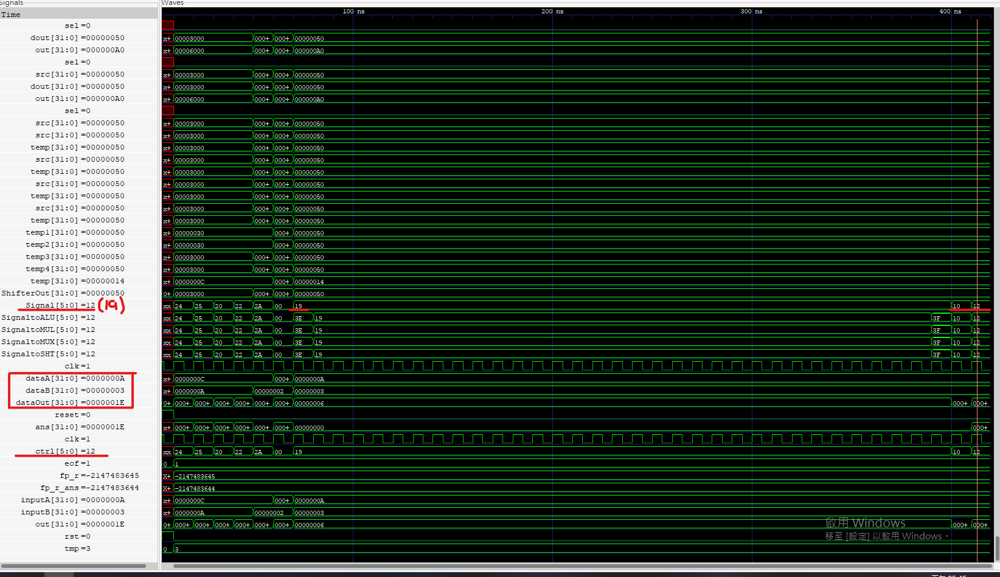 Signals Waves
Time 100 ns 200 ns 300 ns 400 ns
sel=0
dout[31:0]=00000050 x+ 00003000 000+ 000+ 00000050
out[31:0]=000000A0 x+ 00006000 000+ 000+ 000000A0
sel=0
src[31:0]=00000050 x+ 00003000 000+ 000+ 00000050
dout[31:0]=00000050 x+ 00003000 000+ 000+ 00000050
out[31:0]=000000A0 x+ 00006000 000+ 000+ 000000A0
sel=0
src[31:0]=00000050 x+ 00003000 000+ 000+ 00000050
src[31:0]=00000050 x+ 00003000 000+ 000+ 00000050
temp[31:0]=00000050 x+ 00003000 000+ 000+ 00000050
src[31:0]=00000050 x+ 00003000 000+ 000+ 00000050
temp[31:0]=00000050 x+ 00003000 000+ 000+ 00000050
src[31:0]=00000050 x+ 00003000 000+ 000+ 00000050
temp[31:0]=00000050 x+ 00003000 000+ 000+ 00000050
src[31:0]=00000050 x+ 00003000 000+ 000+ 00000050
temp[31:0]=00000050 x+ 00003000 000+ 000+ 00000050
temp1[31:0]=00000050 x+ 00000030 000+ 00000050
temp2[31:0]=00000050 x+ 00000030 000+ 00000050
temp3[31:0]=00000050 x+ 00003000 000+ 000+ 00000050
temp4[31:0]=00000050 x+ 00003000 000+ 000+ 00000050
temp[31:0]=00000014 x+ 0000000C 000+ 00000014
ShifterOut[31:0]=00000050 0+ 00003000 000+ 000+ 00000050
Signal[5:0]=12 (19) xx 24 25 20 22 2A 00 19 10 12
SignaltoALU[5:0]=12 xx 24 25 20 22 2A 00 3E 19 3F 10 12
SignaltoMUL[5:0]=12 xx 24 25 20 22 2A 00 3E 19 3F 10 12
SignaltoMUX[5:0]=12 xx 24 25 20 22 2A 00 3E 19 3F 10 12
SignaltoSHT[5:0]=12 xx 24 25 20 22 2A 00 3E 19 3F 10 12
clk=1
dataA[31:0]=0000000A x+ 0000000C 000+ 0000000A
dataB[31:0]=00000003 x+ 0000000A 00000002 00000003
dataOut[31:0]=0000001E 0+ 000+ 000+ 000+ 000+ 000+ 000+ 00000006 000+ 000+
reset=0
ans[31:0]=0000001E x+ 000+ 000+ 000+ 000+ 000+ 000+ 00000000 000+
clk=1
ctrl[5:0]=12 xx 24 25 20 22 2A 00 19 10 12
eof=1 0 1
fp_r=-2147483645 X+ -2147483645
fp_r_ans=-2147483644 X+ -2147483644
inputA[31:0]=0000000A x+ 0000000C 000+ 0000000A
inputB[31:0]=00000003 x+ 0000000A 00000002 00000003
out[31:0]=0000001E 0+ 000+ 000+ 000+ 000+ 000+ 000+ 00000006 000+ 000+
啟用 Windows
rst=0
移至 [設定] 以啟用 Windows。
tmp=3 0 3